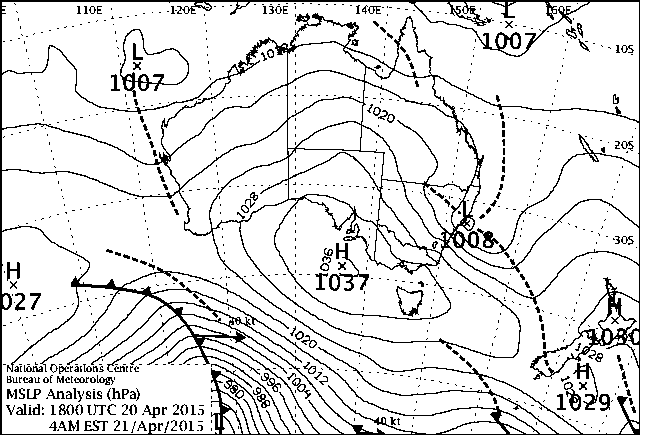 110E 120E 130E 140E 150E 160E
L
1007
L
1007
1012
10S
1020
20S
1028
L
1008
30S
H
1037
1036
H
027
H
1030
1028
H
1029
40 kt
1020
1012
1004
996
988
980
40 kt
L
National Operations Centre
Bureau of Meteorology
MSLP Analysis (hPa)
Valid: 1800 UTC 20 Apr 2015
4AM EST 21/Apr/2015